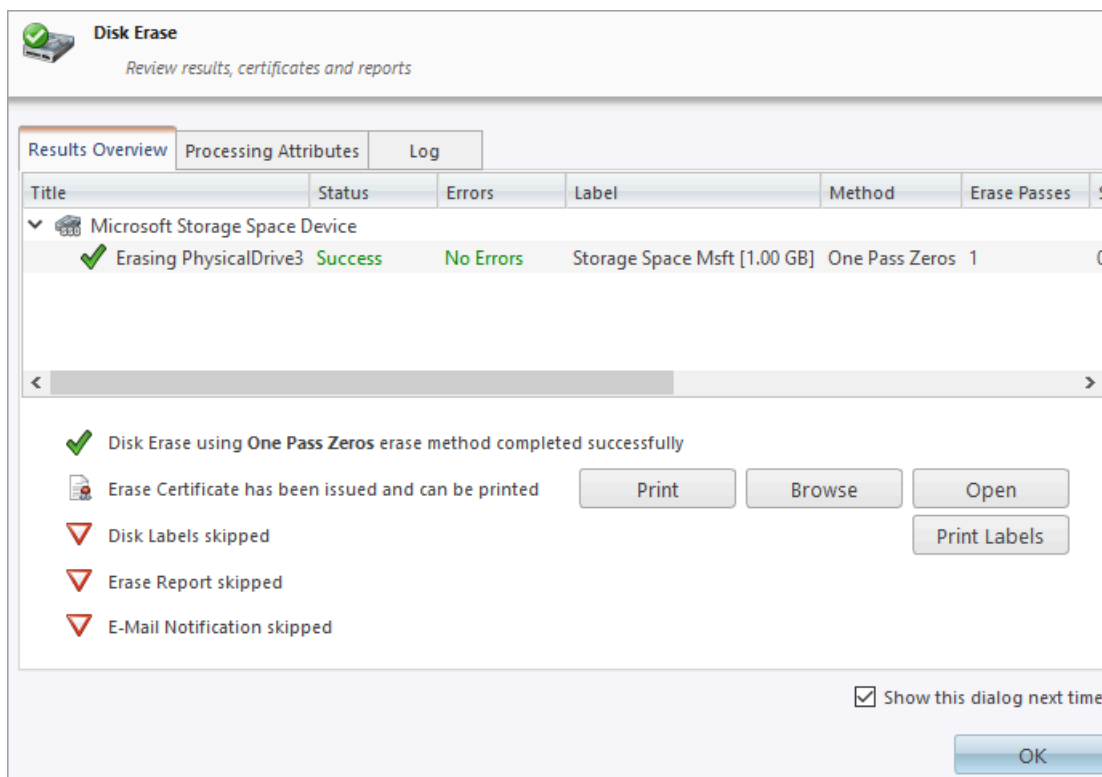 Disk Erase
Review results, certificates and reports
Results Overview Processing Attributes Log
Title Status Errors Label Method Erase Passes
Microsoft Storage Space Device
Erasing PhysicalDrive3 Success No Errors Storage Space Msft [1.00 GB] One Pass Zeros 1
Disk Erase using One Pass Zeros erase method completed successfully
Erase Certificate has been issued and can be printed Print Browse Open
Disk Labels skipped Print Labels
Erase Report skipped
E-Mail Notification skipped
Show this dialog next time
OK